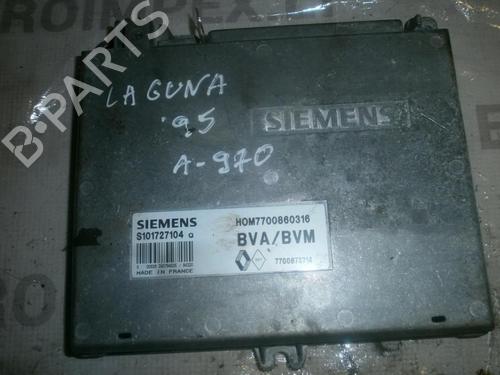 B-PARTS
LAGUNA
'95
A-970
SIEMENS
SIEMENS
S101727104 Q
MADE IN FRANCE
HOM7700860316
BVA/BVM
7700873714